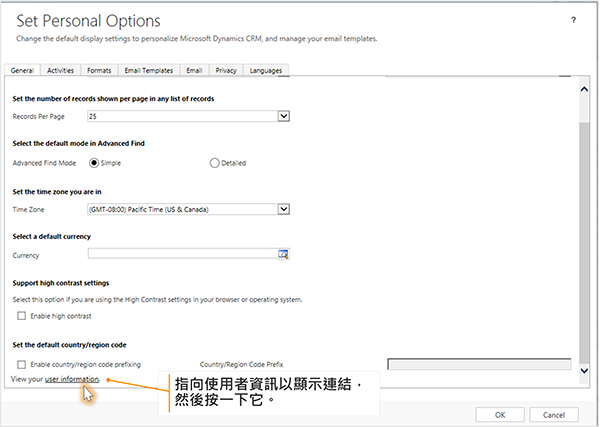 Set Personal Options
?
Change the default display settings to personalize Microsoft Dynamics CRM, and manage your email templates.
General Activities Formats Email Templates Email Privacy Languages
Set the number of records shown per page in any list of records
Records Per Page 25
Select the default mode in Advanced Find
Advanced Find Mode Simple Detailed
Set the time zone you are in
Time Zone (GMT-08:00) Pacific Time (US & Canada)
Select a default currency
Currency
Support high contrast settings
Select this option if you are using the High Contrast settings in your browser or operating system.
Enable high contrast
Set the default country/region code
Enable country/region code prefixing Country/Region Code Prefix
View your user information.
指向使用者資訊以顯示連結，
然後按一下它。
OK Cancel